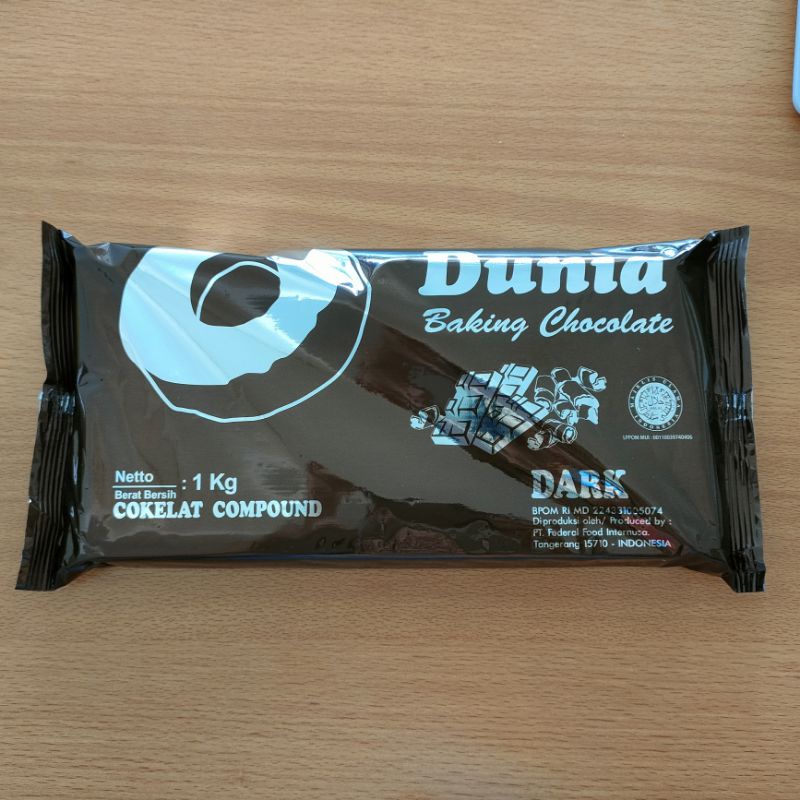 Dunia
Baking Chocolate
Netto
Berat Bersih
: 1 Kg
COKELAT COMPOUND
DARK
BPOM RI MD 224831055074
Diproduksi oleh/ Produced by :
PT. Federal Food Internusa.
Tangerang 15710 - INDONESIA